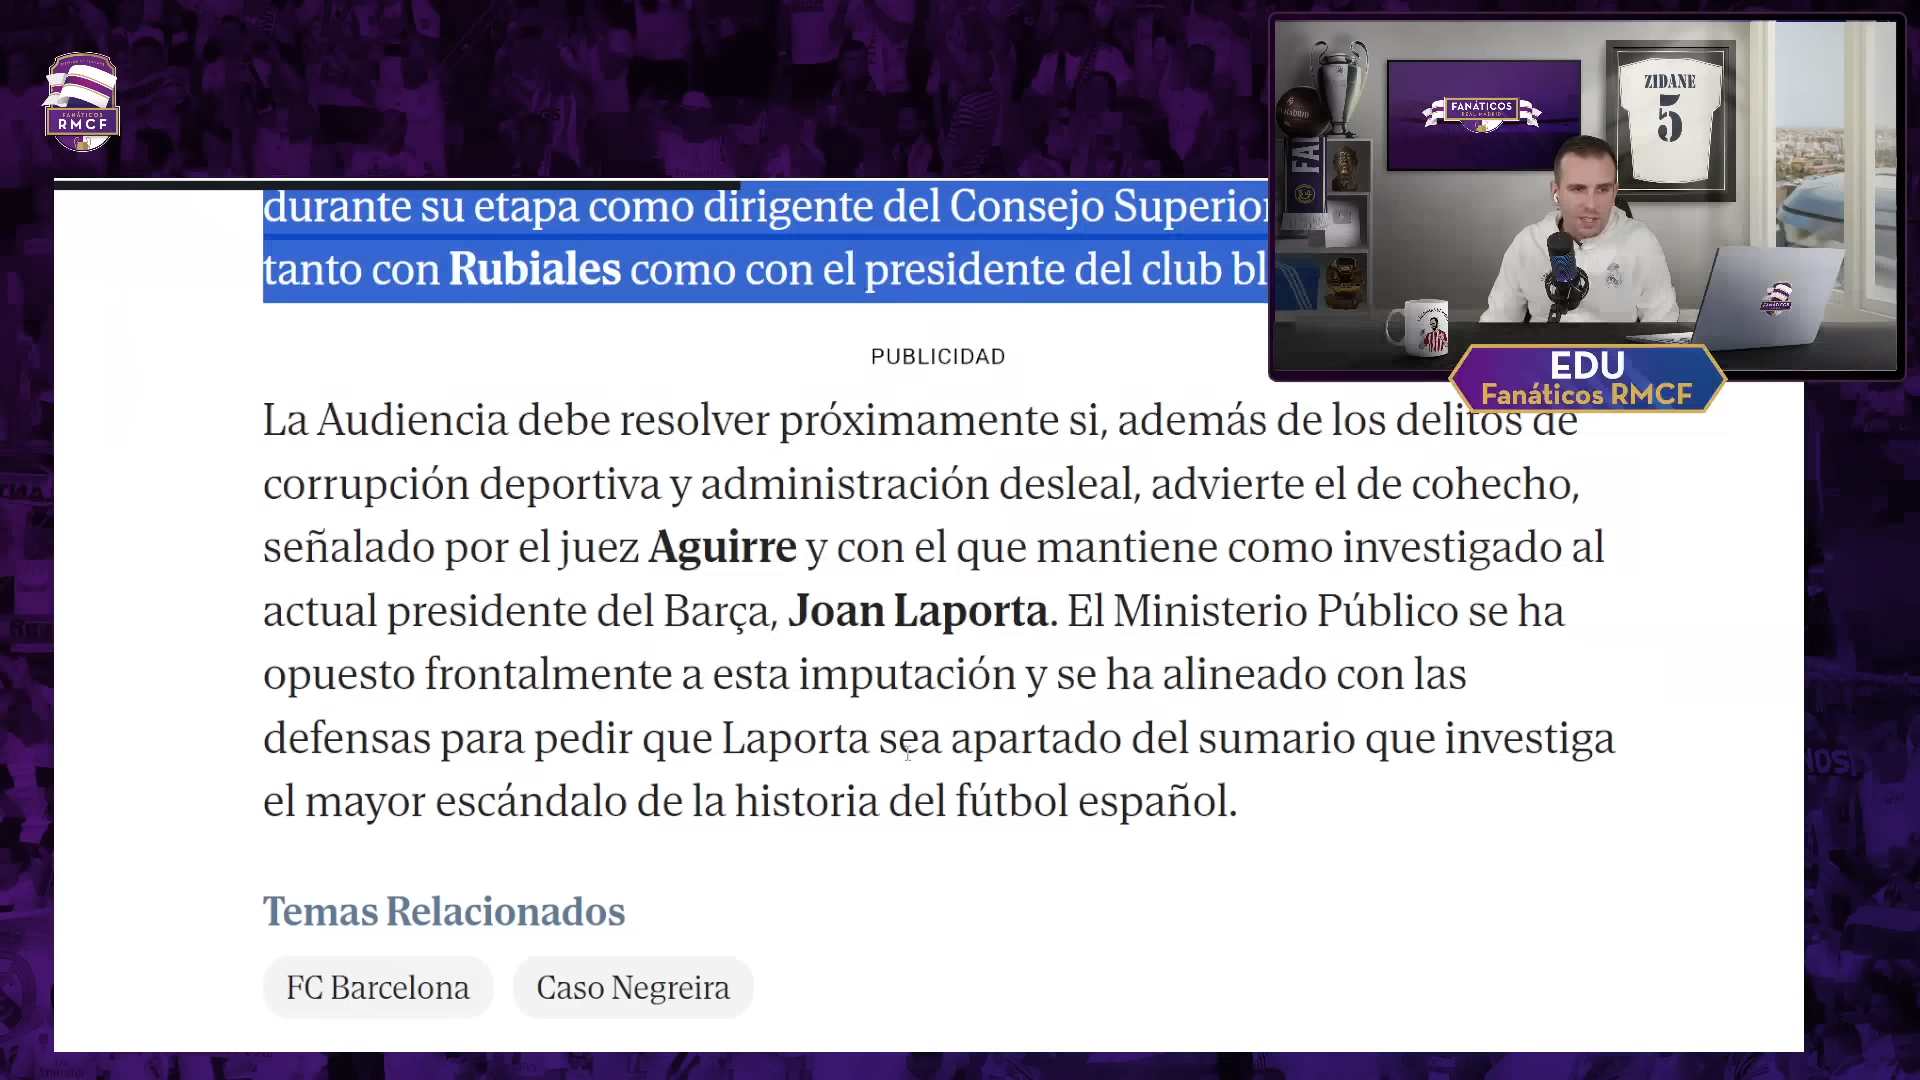 FANÁTICOS
RMCF
durante su etapa como dirigente del Consejo Superior
tanto con Rubiales como con el presidente del club bl
PUBLICIDAD
La Audiencia debe resolver próximamente si, además de los delitos de
corrupción deportiva y administración desleal, advierte el de cohecho,
señalado por el juez Aguirre y con el que mantiene como investigado al
actual presidente del Barça, Joan Laporta. El Ministerio Público se ha
opuesto frontalmente a esta imputación y se ha alineado con las
defensas para pedir que Laporta sea apartado del sumario que investiga
el mayor escándalo de la historia del fútbol español.
Temas Relacionados
FC Barcelona
Caso Negreira
FANÁTICOS
REAL MADRID
ZIDANE
5
MADRID
FA
EDU
Fanáticos RMCF